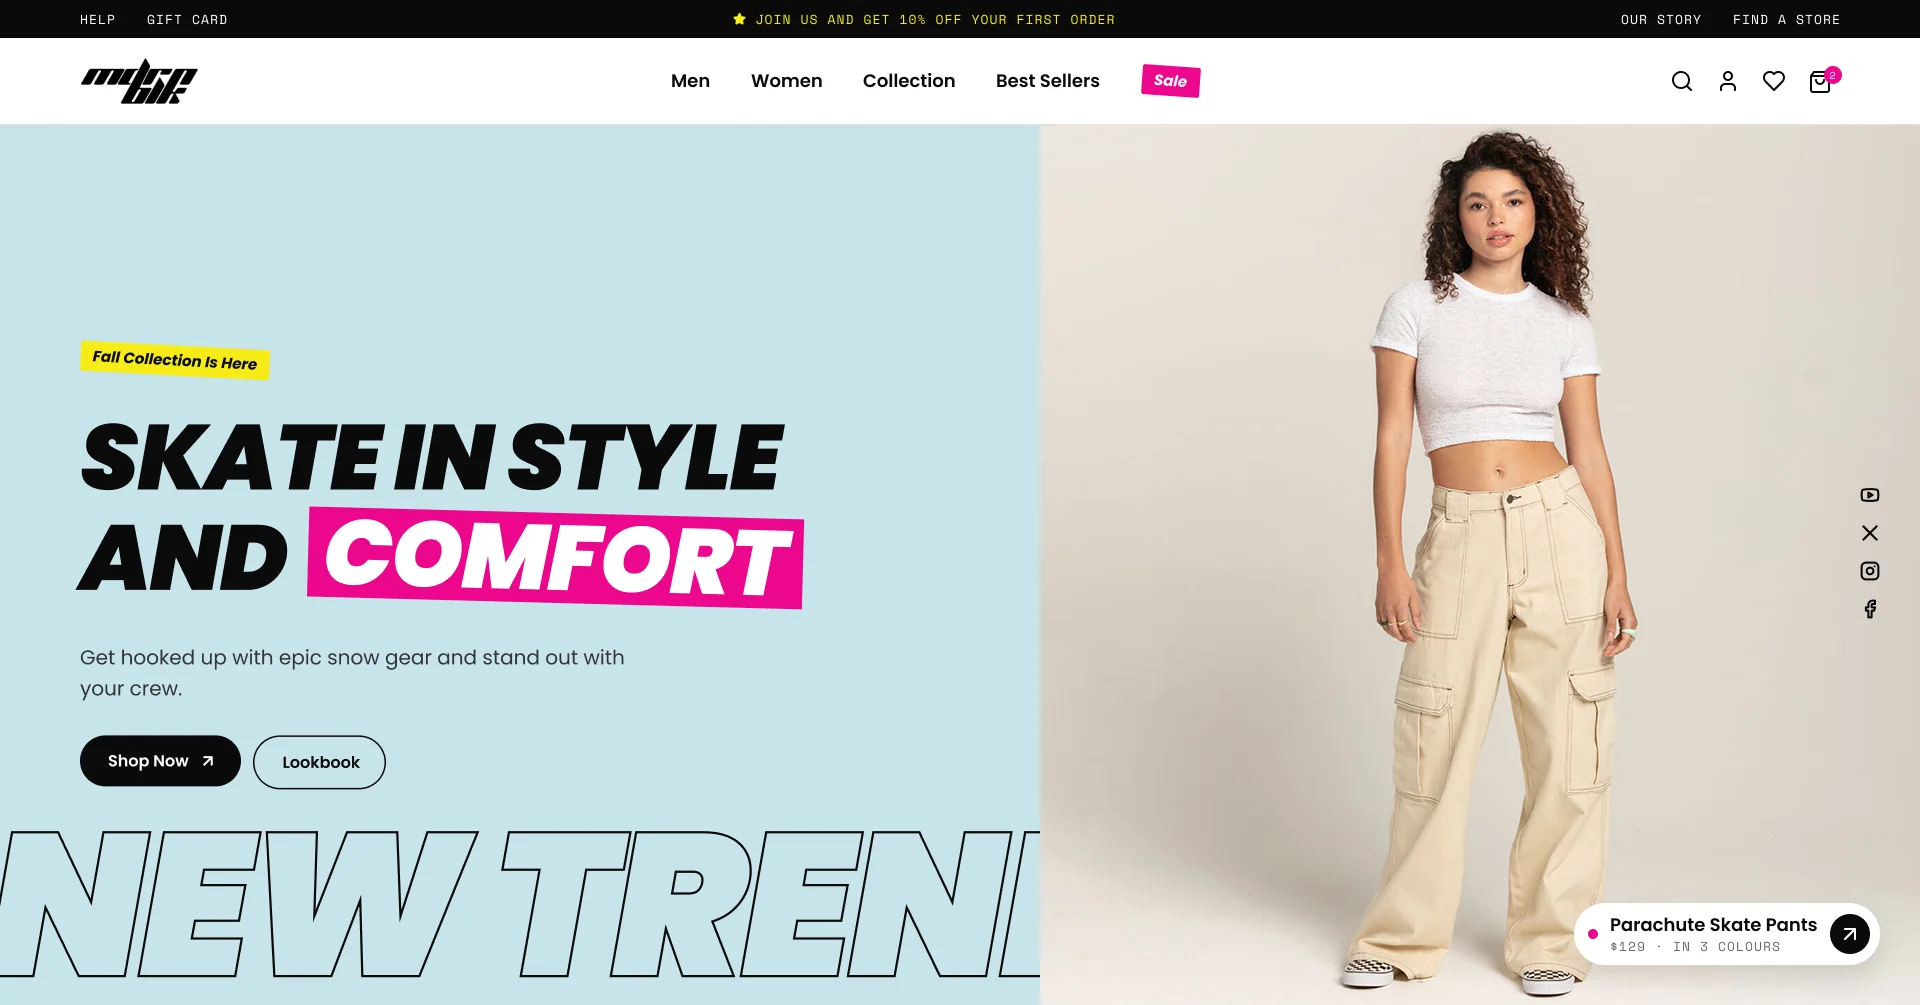 HELP
GIFT CARD
JOIN US AND GET 10% OFF YOUR FIRST ORDER
OUR STORY
FIND A STORE
Men
Women
Collection
Best Sellers
Sale
2
Fall Collection Is Here
SKATE IN STYLE
AND COMFORT
Get hooked up with epic snow gear and stand out with
your crew.
Shop Now
Lookbook
NEW TREN
Parachute Skate Pants
$129 · IN 3 COLOURS